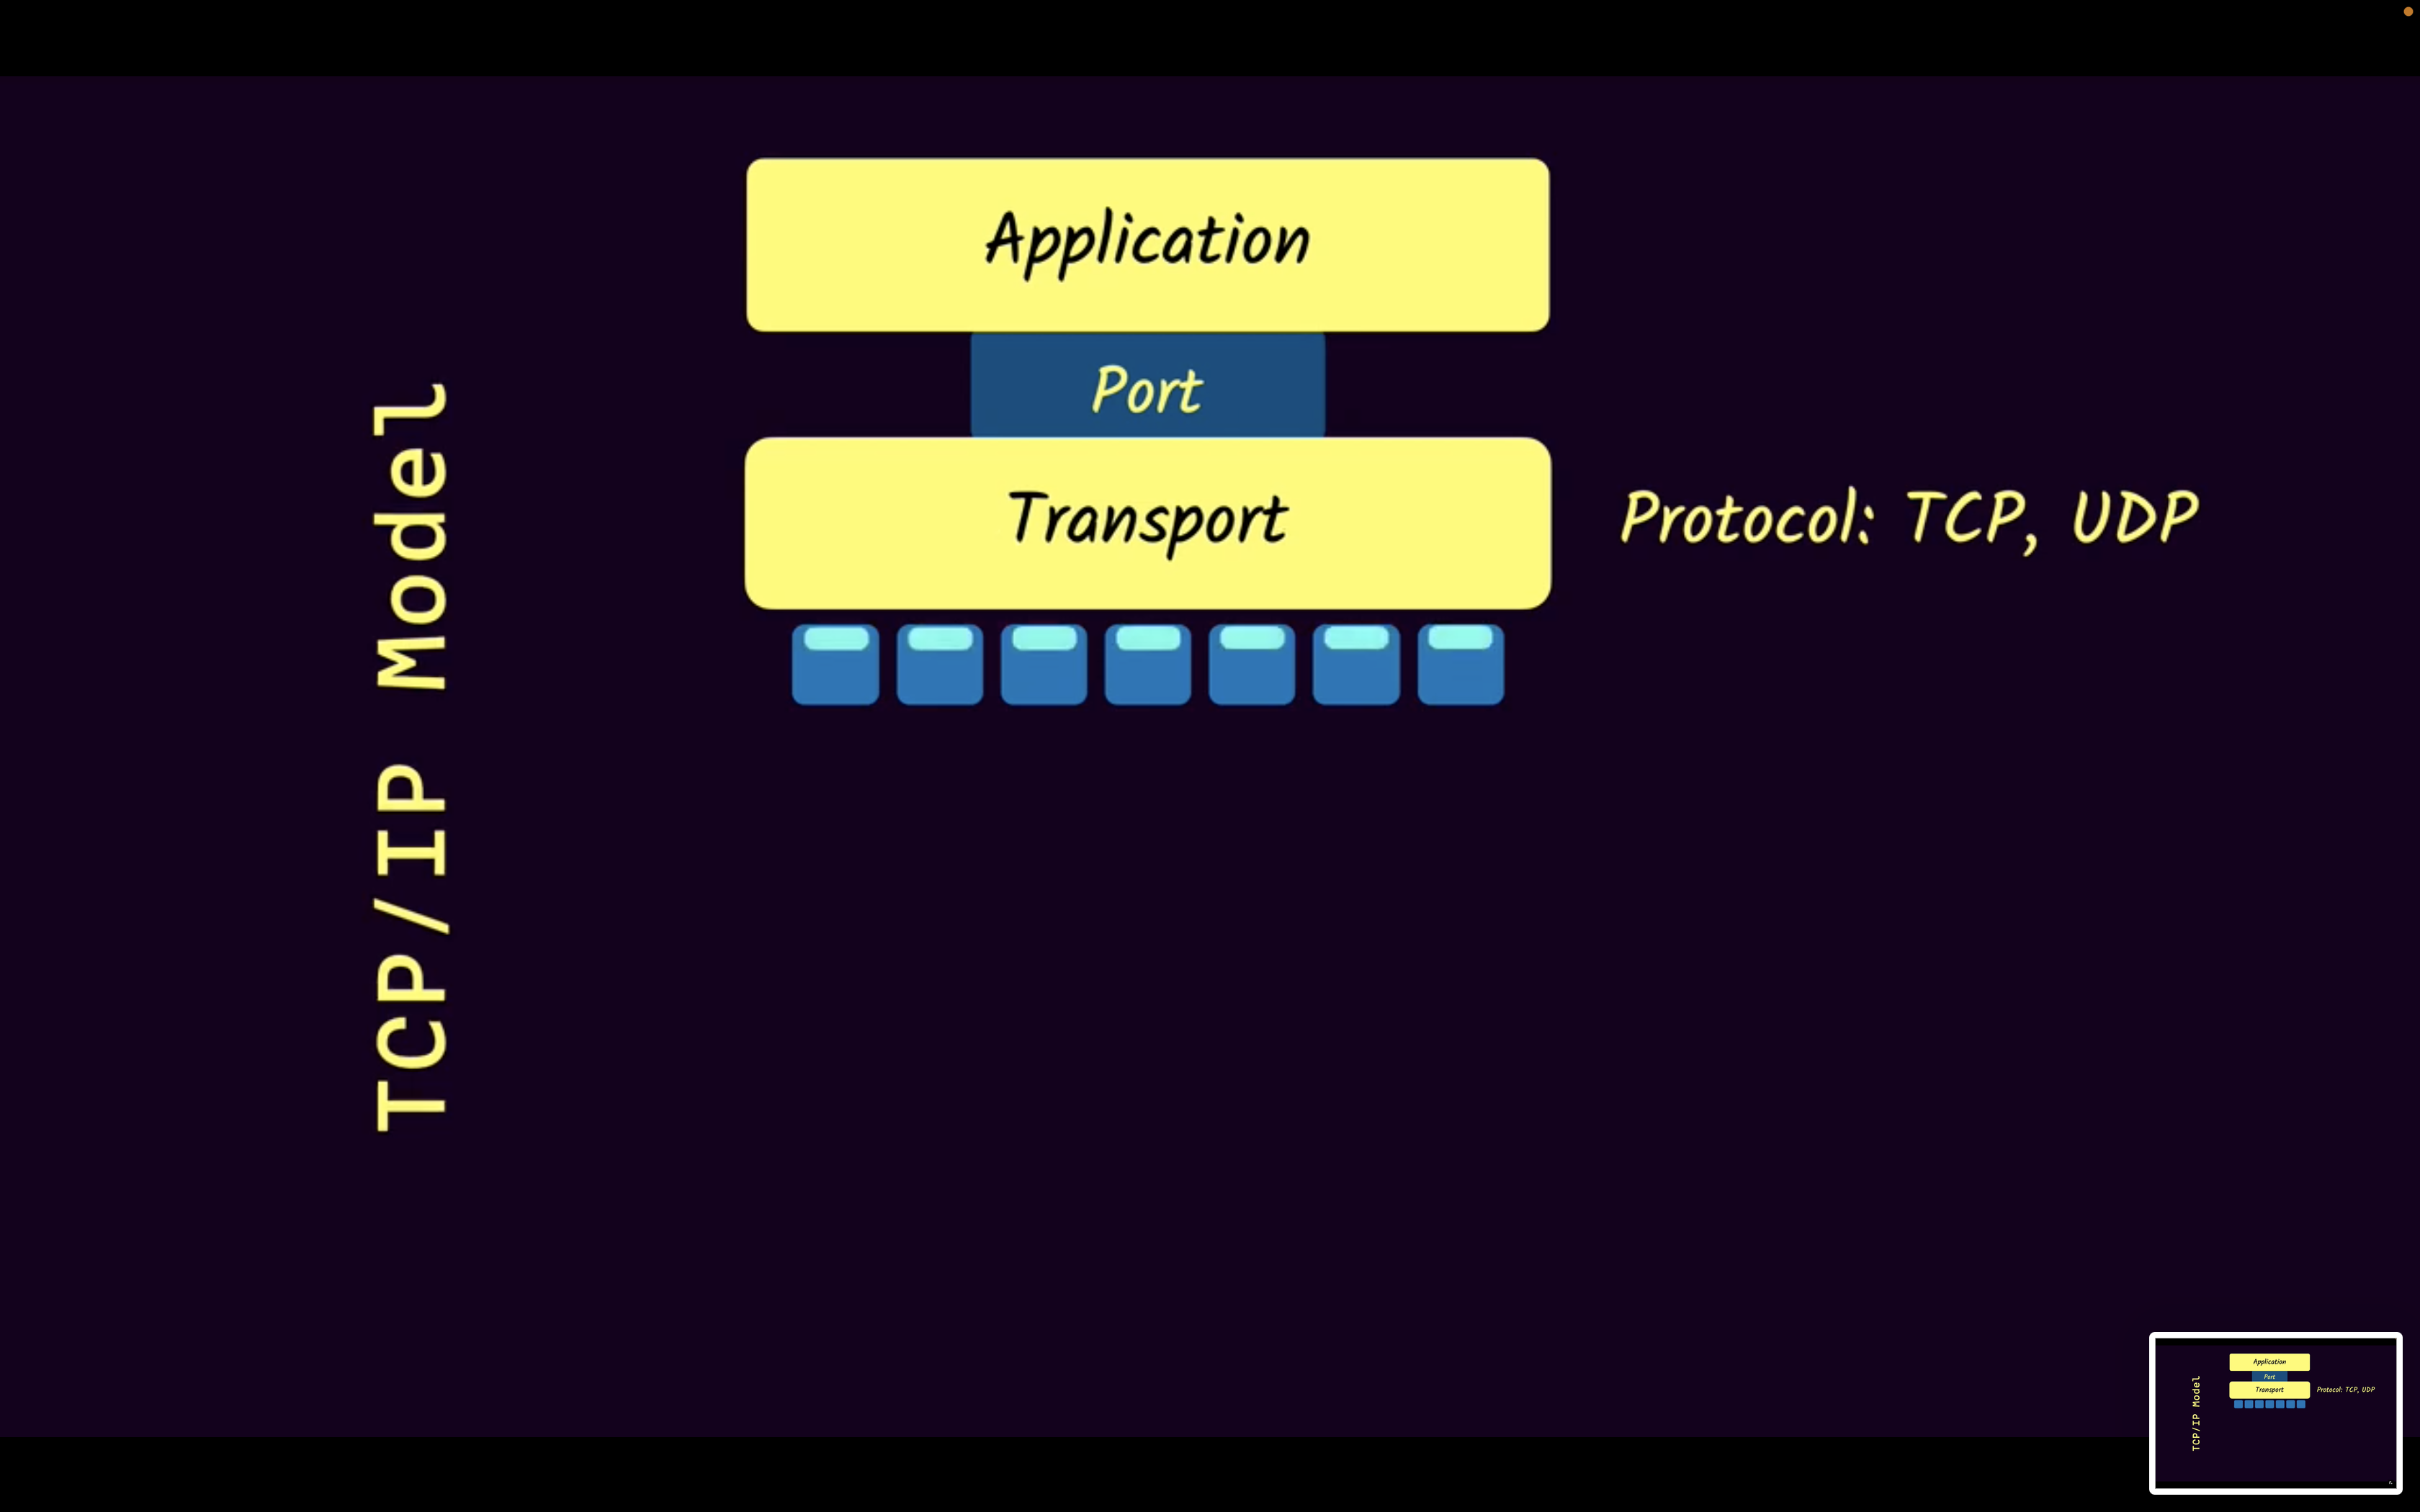 TCP/IP Model
Application
Port
Transport
Protocol: TCP, UDP
Application
Port
Transport
Protocol: TCP, UDP
TCP/IP Model